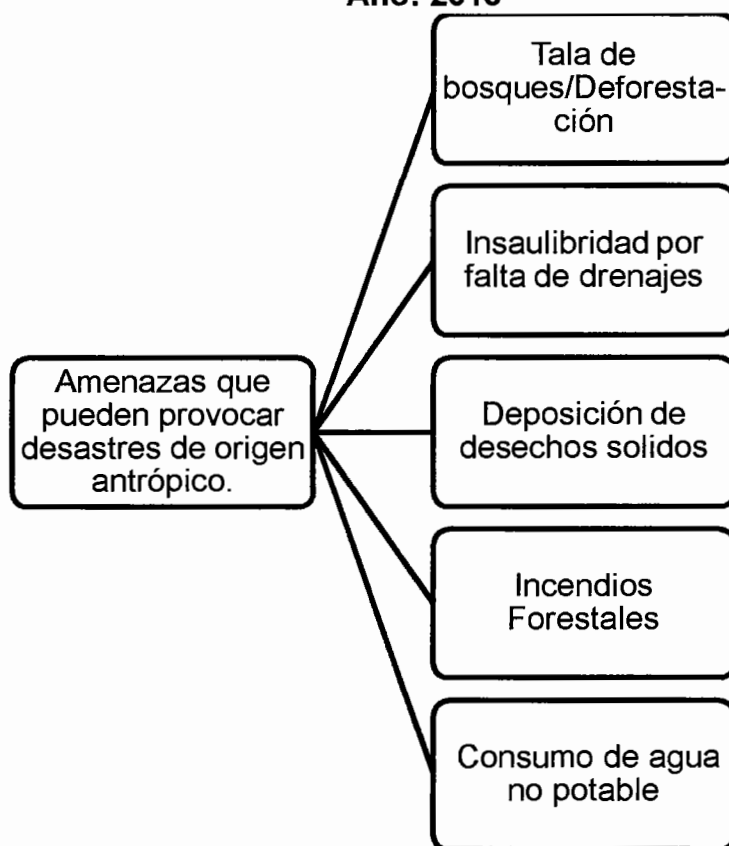 Tala de
bosques/Deforesta-
ción
Insaulibridad por
falta de drenajes
Amenazas que
pueden provocar
desastres de origen
antrópico.
Deposición de
desechos solidos
Incendios
Forestales
Consumo de agua
no potable